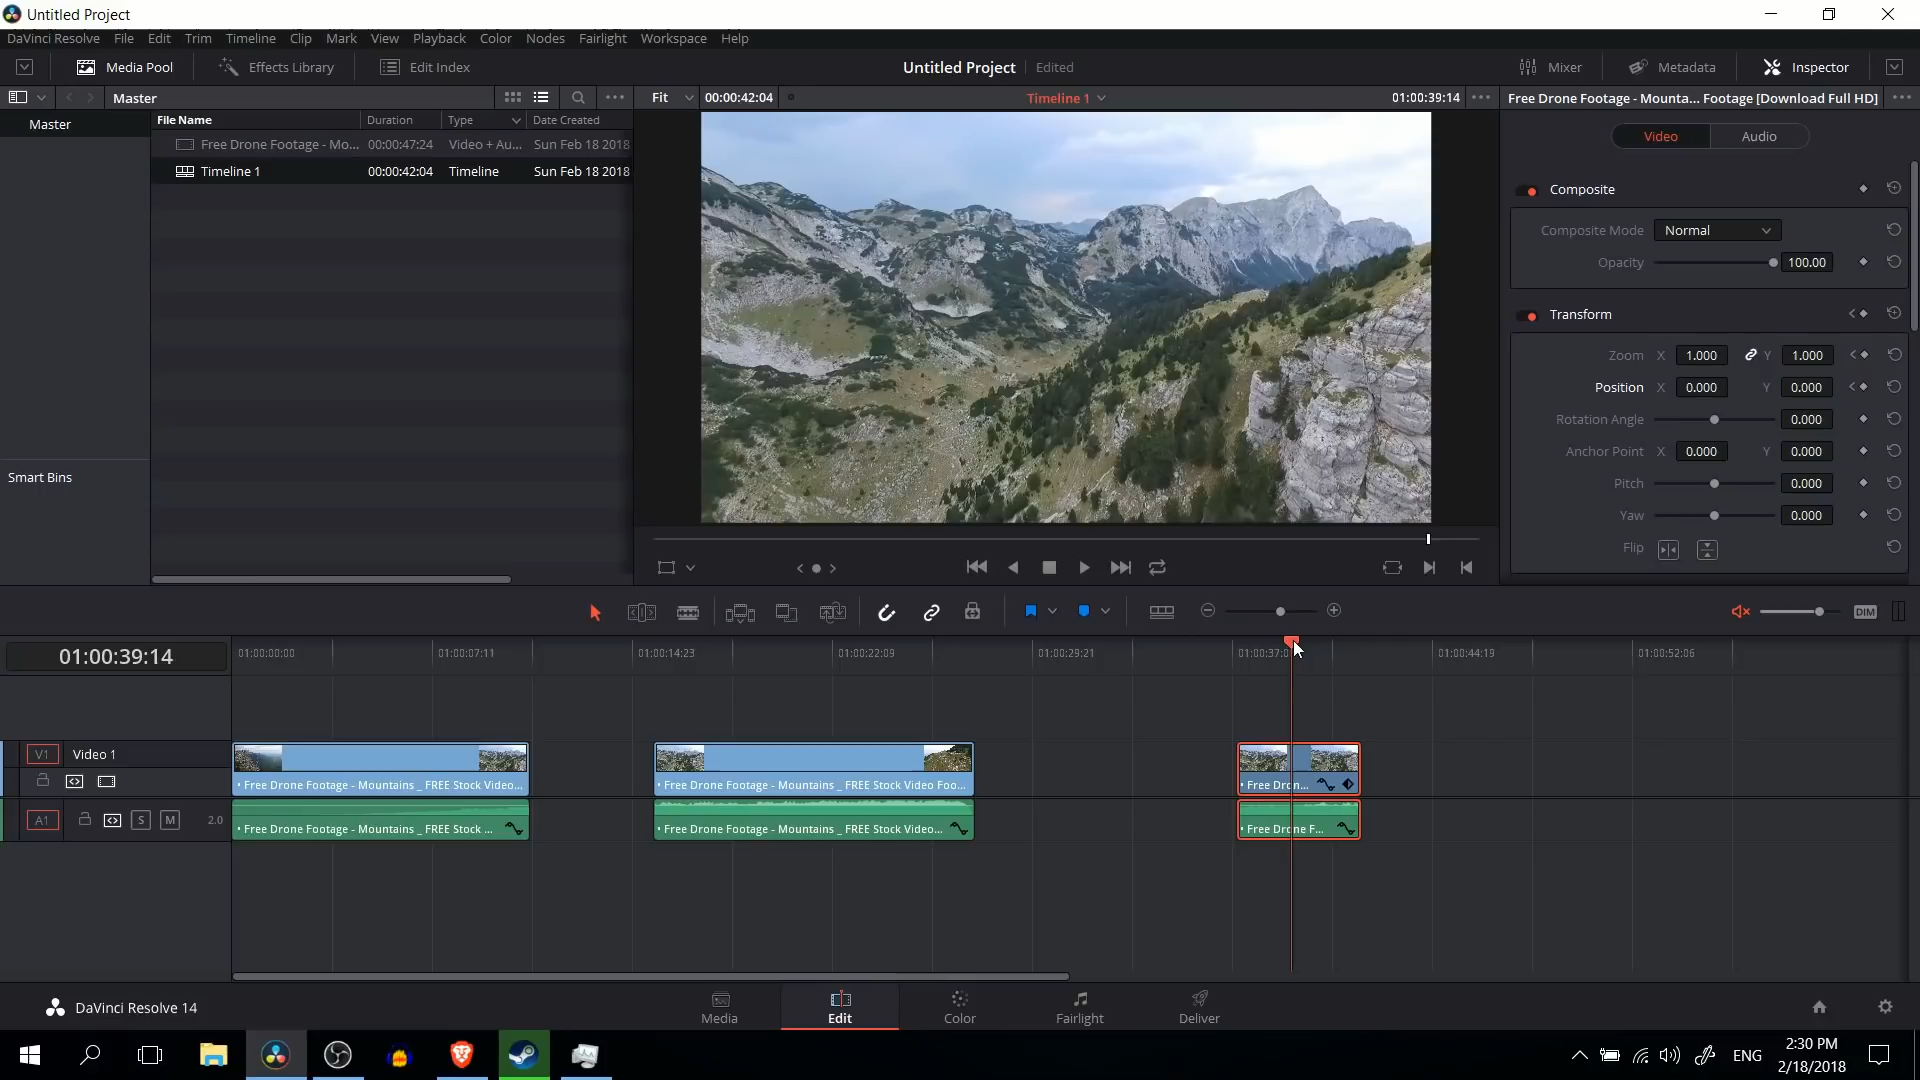 Untitled Project
DaVinci Resolve File Edit Trim Timeline Clip Mark View Playback Color Nodes Fairlight Workspace Help
Media Pool Effects Library Edit Index Untitled Project Edited Mixer Metadata Inspector
Master Fit 00:00:42:04 Timeline 1 01:00:39:14 Free Drone Footage - Mounta... Footage [Download Full HD]
Master File Name Duration Type Date Created
Free Drone Footage - Mo... 00:00:47:24 Video + Au... Sun Feb 18 2018
Timeline 1 00:00:42:04 Timeline Sun Feb 18 2018
Smart Bins
Video Audio
Composite
Composite Mode Normal
Opacity 100.00
Transform
Zoom X 1.000 Y 1.000
Position X 0.000 Y 0.000
Rotation Angle 0.000
Anchor Point X 0.000 Y 0.000
Pitch 0.000
Yaw 0.000
Flip
DIM
01:00:39:14 01:00:00:00 01:00:07:11 01:00:14:23 01:00:22:09 01:00:29:21 01:00:37:0 01:00:44:19 01:00:52:06
V1 Video 1
• Free Drone Footage - Mountains _ FREE Stock Video... • Free Drone Footage - Mountains _ FREE Stock Video Foo... • Free Dron...
A1 S M 2.0 • Free Drone Footage - Mountains _ FREE Stock ... • Free Drone Footage - Mountains _ FREE Stock Video... • Free Drone F...
DaVinci Resolve 14 Media Edit Color Fairlight Deliver
ENG 2:30 PM
2/18/2018